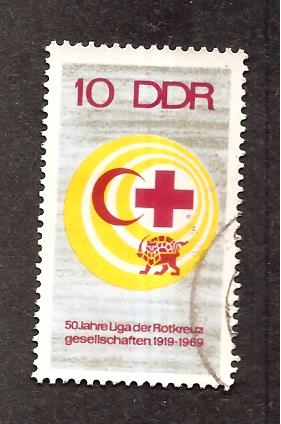 10 DDR
50 Jahre Liga der Rotkreuz
gesellschaften 1919-1969